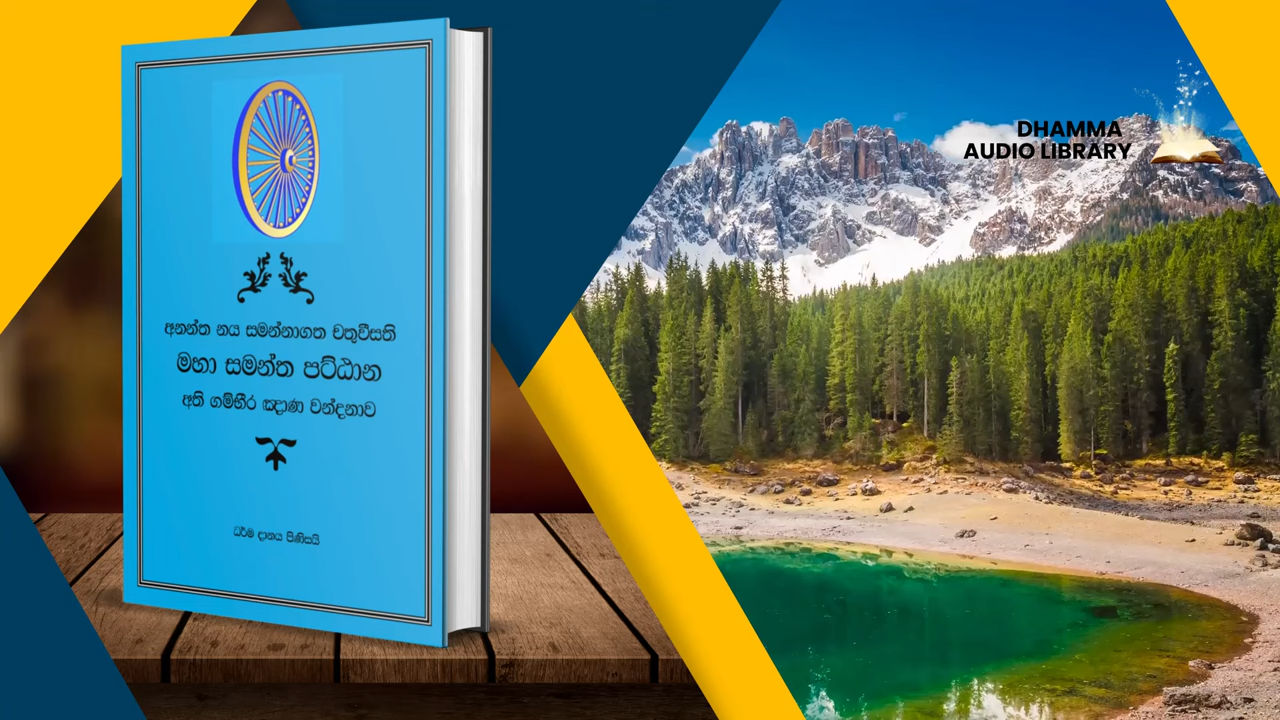 අනන්ත නය සමන්නාගත චතුවීසති
මහා සමන්ත පට්ඨාන
අති ගම්භීර ඤාණ වන්දනාව
ධර්ම දානය පිණිසයි
DHAMMA
AUDIO LIBRARY